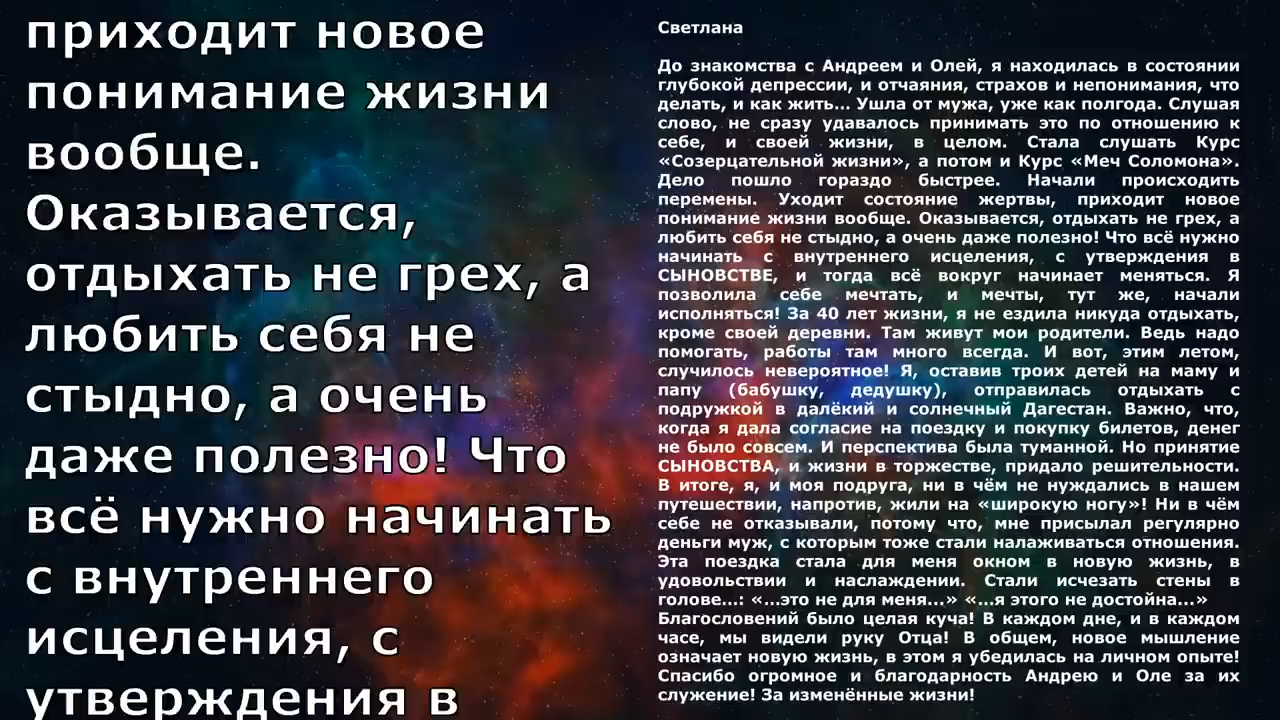 приходит новое
понимание жизни
вообще.
Оказывается,
отдыхать не грех, а
любить себя не
стыдно, а очень
даже полезно! Что
всё нужно начинать
с внутреннего
исцеления, с
утверждения в
Светлана
До знакомства с Андреем и Олей, я находилась в состоянии
глубокой депрессии, и отчаяния, страхов и непонимания, что
делать, и как жить... Ушла от мужа, уже как полгода. Слушая
слово, не сразу удавалось принимать это по отношению к
себе, и своей жизни, в целом. Стала слушать Курс
«Созерцательной жизни», а потом и Курс «Меч Соломона».
Дело пошло гораздо быстрее. Начали происходить
перемены. Уходит состояние жертвы, приходит новое
понимание жизни вообще. Оказывается, отдыхать не грех, а
любить себя не стыдно, а очень даже полезно! Что всё нужно
начинать с внутреннего исцеления, с утверждения в
СЫНОВСТВЕ, и тогда всё вокруг начинает меняться. Я
позволила себе мечтать, и мечты, тут же, начали
исполняться! За 40 лет жизни, я не ездила никуда отдыхать,
кроме своей деревни. Там живут мои родители. Ведь надо
помогать, работы там много всегда. И вот, этим летом,
случилось невероятное! Я, оставив троих детей на маму и
папу (бабушку, дедушку), отправилась отдыхать с
подружкой в далёкий и солнечный Дагестан. Важно, что,
когда я дала согласие на поездку и покупку билетов, денег
не было совсем. И перспектива была туманной. Но принятие
СЫНОВСТВА, и жизни в торжестве, придало решительности.
В итоге, я, и моя подруга, ни в чём не нуждались в нашем
путешествии, напротив, жили на «широкую ногу»! Ни в чём
себе не отказывали, потому что, мне присылал регулярно
деньги муж, с которым тоже стали налаживаться отношения.
Эта поездка стала для меня окном в новую жизнь, в
удовольствии и наслаждении. Стали исчезать стены в
голове...: «...это не для меня...» «...я этого не достойна...»
Благословений было целая куча! В каждом дне, и в каждом
часе, мы видели руку Отца! В общем, новое мышление
означает новую жизнь, в этом я убедилась на личном опыте!
Спасибо огромное и благодарность Андрею и Оле за их
служение! За изменённые жизни!